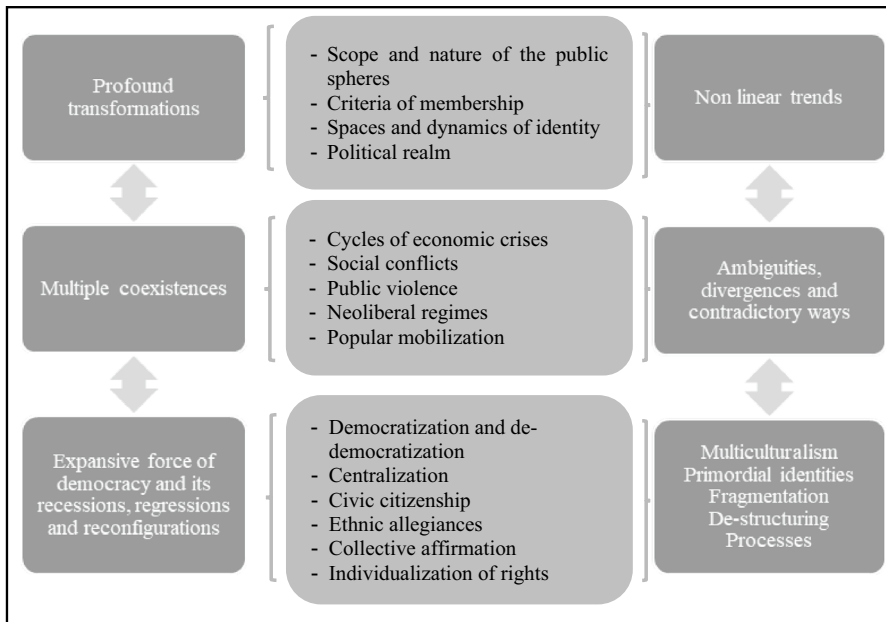 Profound
transformations
- Scope and nature of the public
spheres
- Criteria of membership
- Spaces and dynamics of identity
- Political realm
Non linear trends
Multiple coexistences
- Cycles of economic crises
- Social conflicts
- Public violence
- Neoliberal regimes
- Popular mobilization
Ambiguities,
divergences and
contradictory ways
Expansive force of
democracy and its
recessions, regressions
and reconfigurations
- Democratization and de-
democratization
- Centralization
- Civic citizenship
- Ethnic allegiances
- Collective affirmation
- Individualization of rights
Multiculturalism
Primordial identities
Fragmentation
De-structuring
Processes